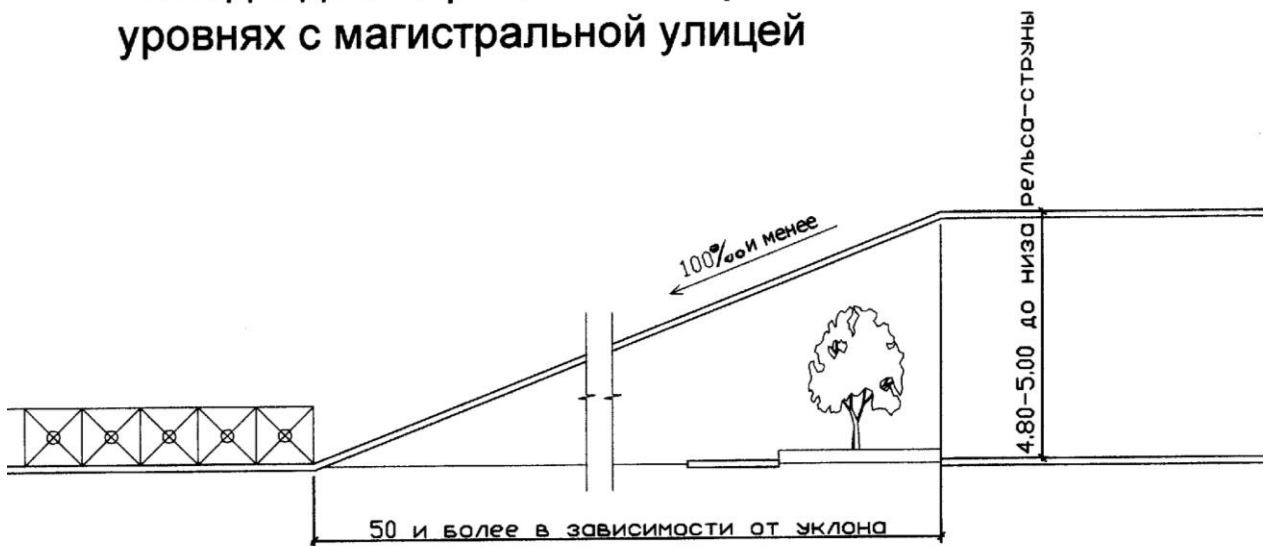 уровнях с магистральной улицей
100‰ и менее
4.80-5.00 до низа рельса-струны
50 и более в зависимости от уклона